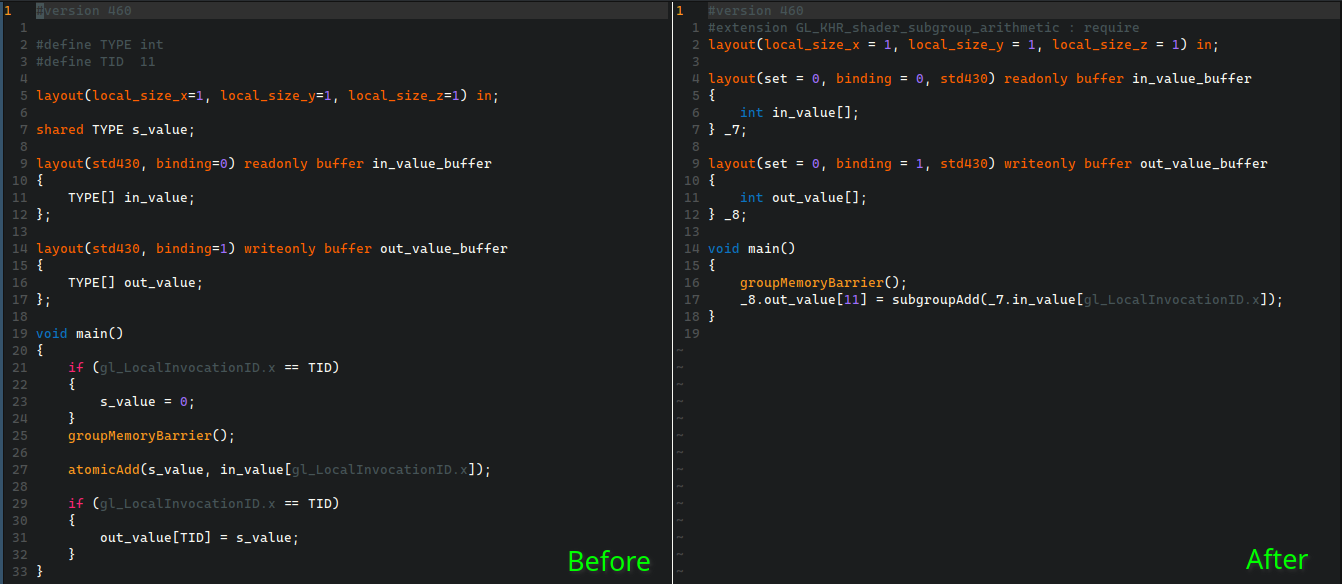 1 #version 460
1
2 #define TYPE int
3 #define TID  11
4
5 layout(local_size_x=1, local_size_y=1, local_size_z=1) in;
6
7 shared TYPE s_value;
8
9 layout(std430, binding=0) readonly buffer in_value_buffer
10 {
11     TYPE[] in_value;
12 };
13
14 layout(std430, binding=1) writeonly buffer out_value_buffer
15 {
16     TYPE[] out_value;
17 };
18
19 void main()
20 {
21     if (gl_LocalInvocationID.x == TID)
22     {
23         s_value = 0;
24     }
25     groupMemoryBarrier();
26
27     atomicAdd(s_value, in_value[gl_LocalInvocationID.x]);
28
29     if (gl_LocalInvocationID.x == TID)
30     {
31         out_value[TID] = s_value;
32     }
33 }
Before
1 #version 460
1 #extension GL_KHR_shader_subgroup_arithmetic : require
2 layout(local_size_x = 1, local_size_y = 1, local_size_z = 1) in;
3
4 layout(set = 0, binding = 0, std430) readonly buffer in_value_buffer
5 {
6     int in_value[];
7 } _7;
8
9 layout(set = 0, binding = 1, std430) writeonly buffer out_value_buffer
10 {
11     int out_value[];
12 } _8;
13
14 void main()
15 {
16     groupMemoryBarrier();
17     _8.out_value[11] = subgroupAdd(_7.in_value[gl_LocalInvocationID.x]);
18 }
19
~
~
~
~
~
~
~
~
~
~
~
~
~
~
After